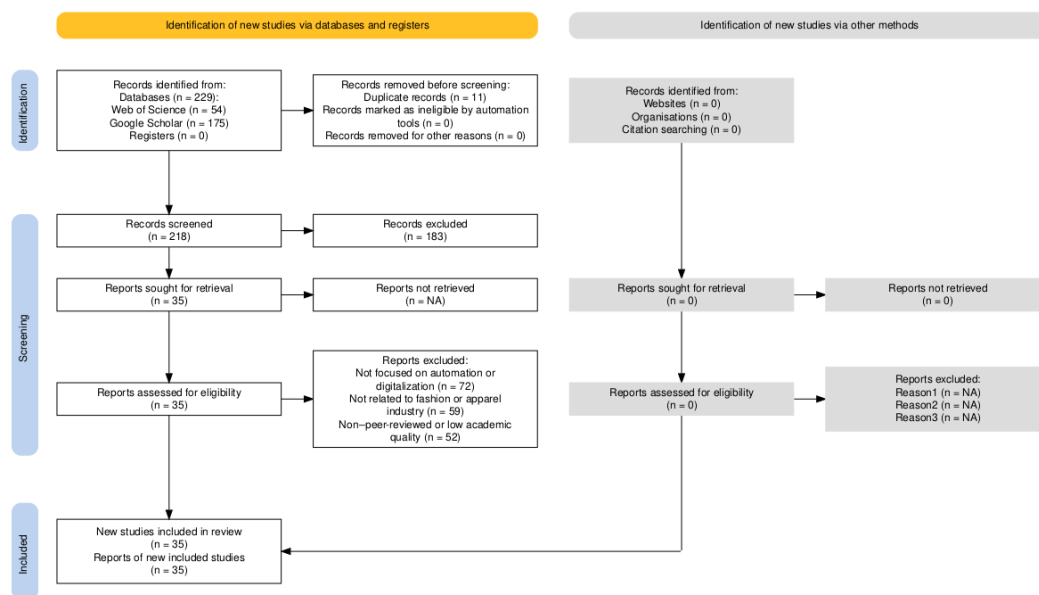 Identification of new studies via databases and registers
Identification of new studies via other methods
Identification
Records identified from:
Databases (n = 229):
Web of Science (n = 54)
Google Scholar (n = 175)
Registers (n = 0)
Records removed before screening:
Duplicate records (n = 11)
Records marked as ineligible by automation
tools (n = 0)
Records removed for other reasons (n = 0)
Records identified from:
Websites (n = 0)
Organisations (n = 0)
Citation searching (n = 0)
Screening
Records screened
(n = 218)
Records excluded
(n = 183)
Reports sought for retrieval
(n = 35)
Reports not retrieved
(n = NA)
Reports sought for retrieval
(n = 0)
Reports not retrieved
(n = 0)
Reports assessed for eligibility
(n = 35)
Reports excluded:
Not focused on automation or
digitalization (n = 72)
Not related to fashion or apparel
industry (n = 59)
Non–peer-reviewed or low academic
quality (n = 52)
Reports assessed for eligibility
(n = 0)
Reports excluded:
Reason1 (n = NA)
Reason2 (n = NA)
Reason3 (n = NA)
Included
New studies included in review
(n = 35)
Reports of new included studies
(n = 35)